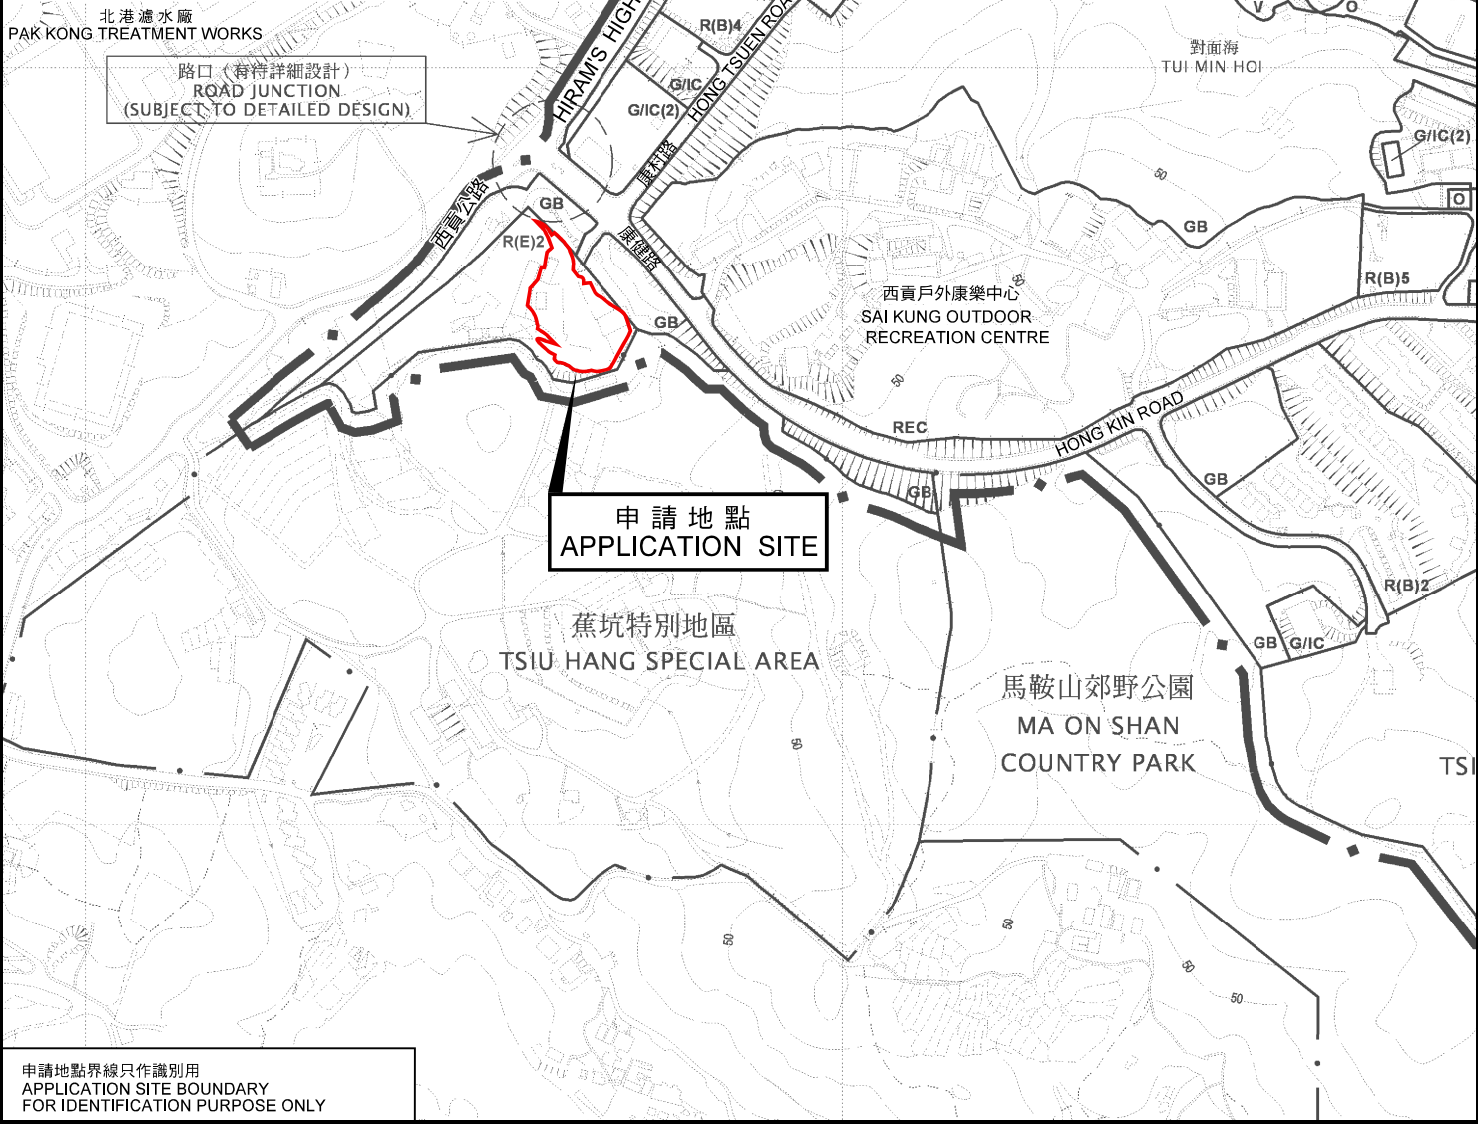 北港濾水廠
PAK KONG TREATMENT WORKS
路口 (有待詳細設計)
ROAD JUNCTION
(SUBJECT TO DETAILED DESIGN)
HIRAM'S HIGH
R(B)4
HONG TSUEN ROA
G/IC
G/IC(2)
康村路
V
O
對面海
TUI MIN HOI
G/IC(2)
O
50
GB
西貢公路
GB
R(E)2
康健路
GB
50
西貢戶外康樂中心
SAI KUNG OUTDOOR
RECREATION CENTRE
50
R(B)5
REC
HONG KIN ROAD
GB
GB
申請地點
APPLICATION SITE
R(B)2
GB
G/IC
蕉坑特別地區
TSIU HANG SPECIAL AREA
馬鞍山郊野公園
MA ON SHAN
COUNTRY PARK
TSI
50
50
50
50
50
申請地點界線只作識別用
APPLICATION SITE BOUNDARY
FOR IDENTIFICATION PURPOSE ONLY